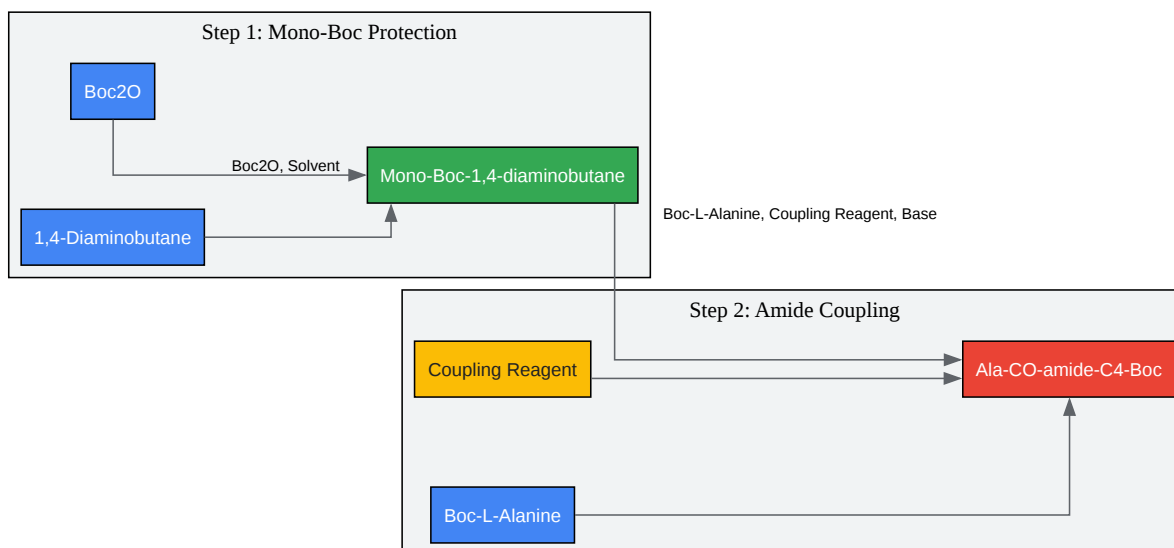 Step 1: Mono-Boc Protection
Boc2O
Boc2O, Solvent
Mono-Boc-1,4-diaminobutane
1,4-Diaminobutane
Boc-L-Alanine, Coupling Reagent, Base
Step 2: Amide Coupling
Coupling Reagent
Ala-CO-amide-C4-Boc
Boc-L-Alanine